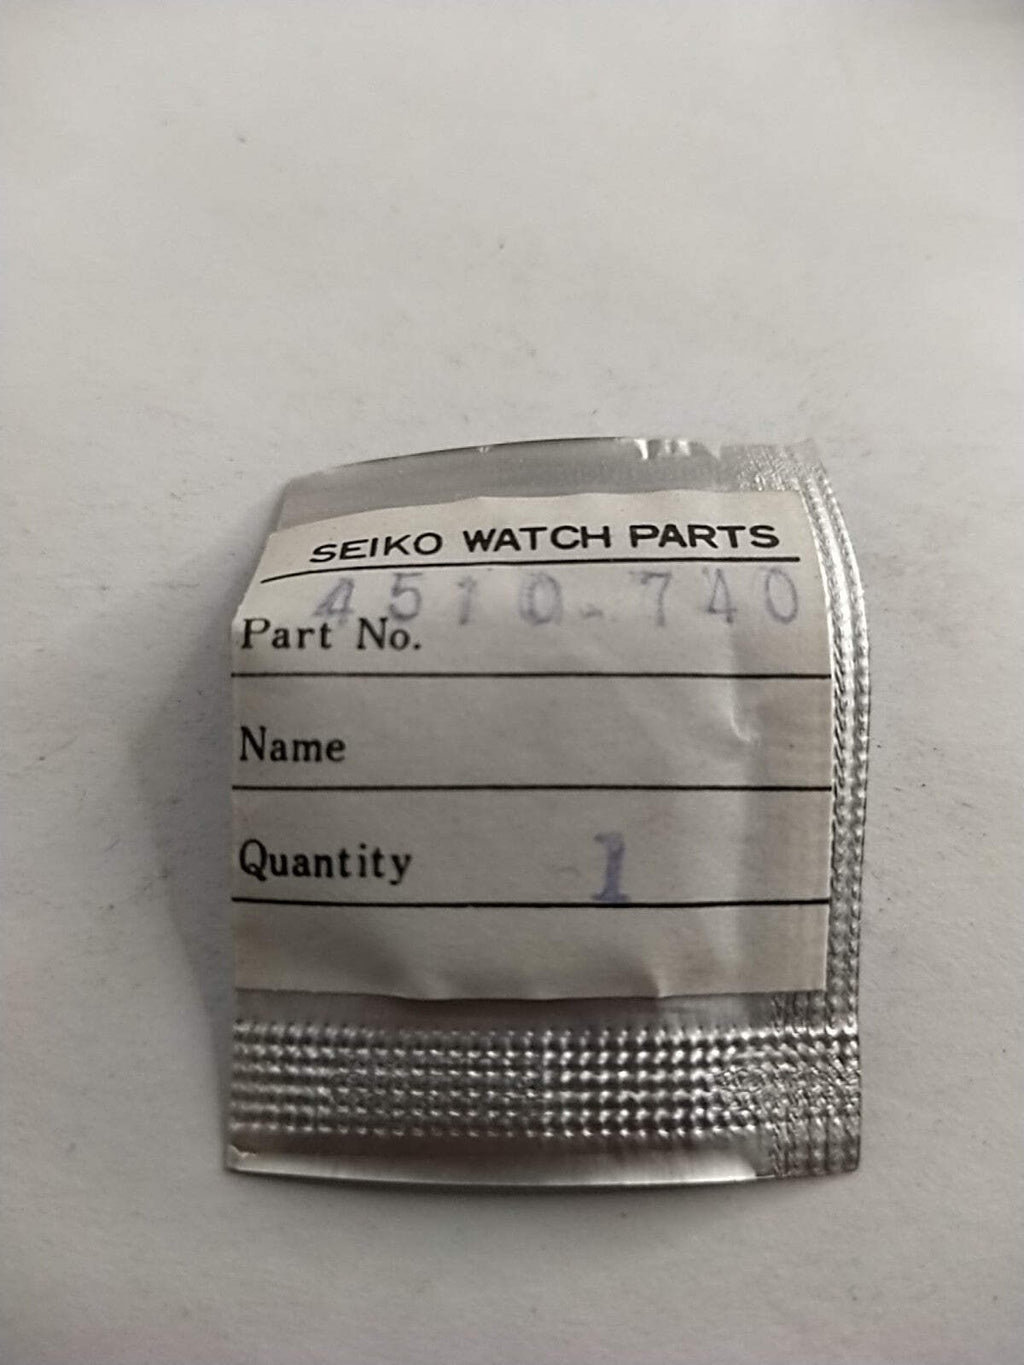 SEIKO WATCH PARTS
Part No. 4510-740
Name
Quantity 1